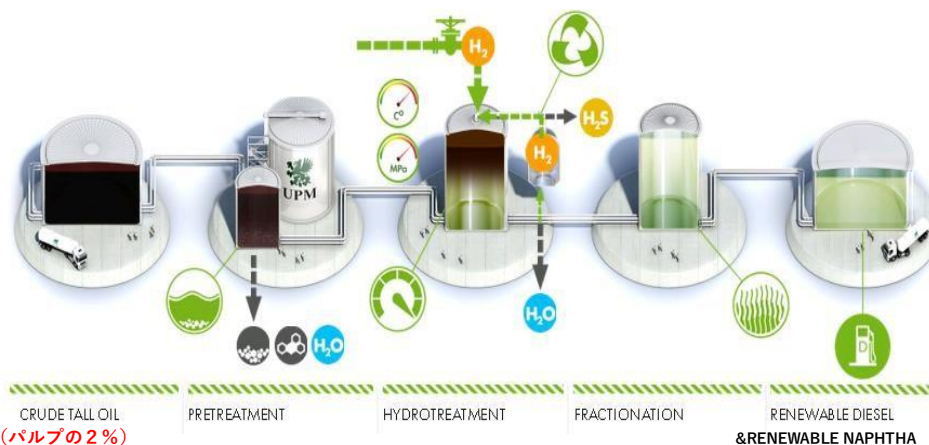 H₂
C°
MPa
H₂S
H₂
UPM
H₂O
H₂O
D
CRUDE TALL OIL
(パルプの2%)
PRETREATMENT
HYDROTREATMENT
FRACTIONATION
RENEWABLE DIESEL
&RENEWABLE NAPHTHA